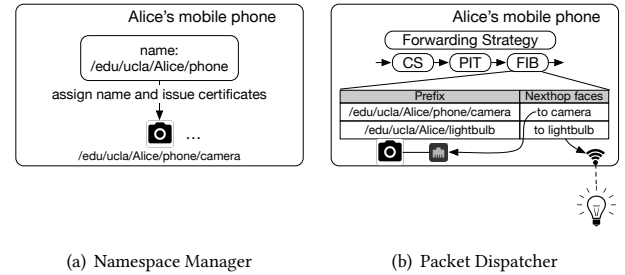 Alice's mobile phone
name:
/edu/ucla/Alice/phone
assign name and issue certificates
...
/edu/ucla/Alice/phone/camera
(a) Namespace Manager
Alice's mobile phone
Forwarding Strategy
CS PIT FIB
Prefix Nexthop faces
/edu/ucla/Alice/phone/camera to camera
/edu/ucla/Alice/lightbulb to lightbulb
(b) Packet Dispatcher